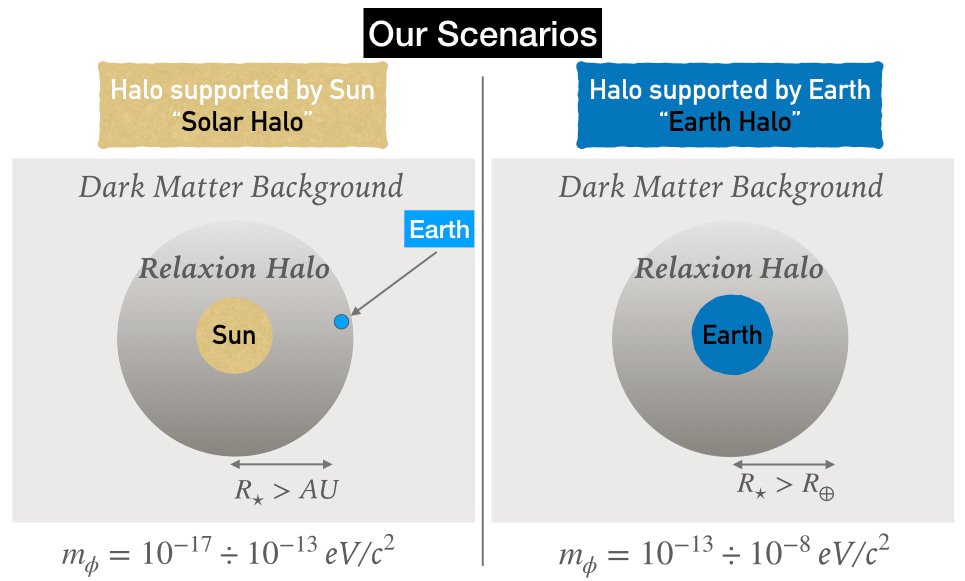 Our Scenarios
Halo supported by Sun
“Solar Halo”
Dark Matter Background
Earth
Relaxion Halo
Sun
R⋆ > AU
m𝜙 = 10⁻¹⁷ ÷ 10⁻¹³ eV/c²
Halo supported by Earth
“Earth Halo”
Dark Matter Background
Relaxion Halo
Earth
R⋆ > R⊕
m𝜙 = 10⁻¹³ ÷ 10⁻⁸ eV/c²